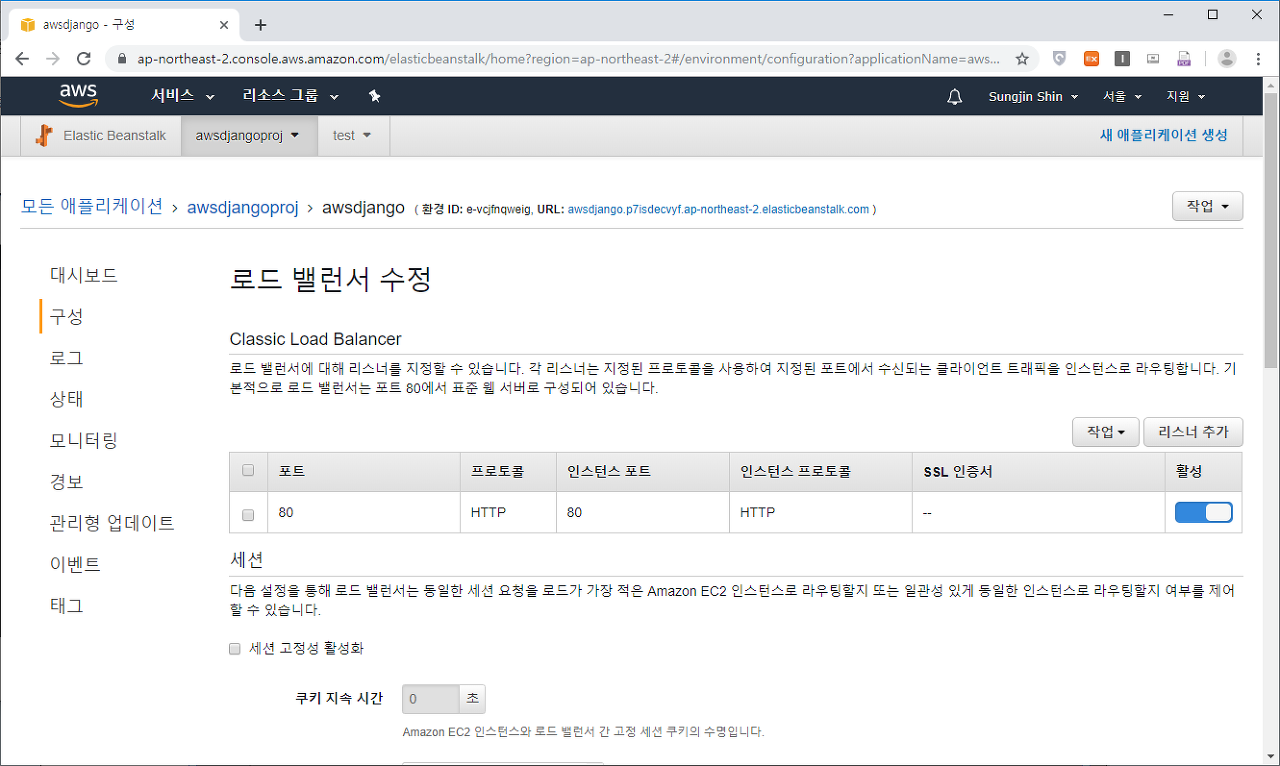 awsdjango - 구성
ap-northeast-2.console.aws.amazon.com/elasticbeanstalk/home?region=ap-northeast-2#/environment/configuration?applicationName=aws...
aws 서비스 리소스 그룹 Sungjin Shin 서울 지원
Elastic Beanstalk awsdjangoproj test 새 애플리케이션 생성
모든 애플리케이션 > awsdjangoproj > awsdjango ( 환경 ID: e-vcjfnqweig, URL: awsdjango.p7isdecvyf.ap-northeast-2.elasticbeanstalk.com ) 작업
대시보드
구성
로그
상태
모니터링
경보
관리형 업데이트
이벤트
태그
로드 밸런서 수정
Classic Load Balancer
로드 밸런서에 대해 리스너를 지정할 수 있습니다. 각 리스너는 지정된 프로토콜을 사용하여 지정된 포트에서 수신되는 클라이언트 트래픽을 인스턴스로 라우팅합니다. 기
본적으로 로드 밸런서는 포트 80에서 표준 웹 서버로 구성되어 있습니다.
작업 리스너 추가
포트 프로토콜 인스턴스 포트 인스턴스 프로토콜 SSL 인증서 활성
80 HTTP 80 HTTP --
세션
다음 설정을 통해 로드 밸런서는 동일한 세션 요청을 로드가 가장 적은 Amazon EC2 인스턴스로 라우팅할지 또는 일관성 있게 동일한 인스턴스로 라우팅할지 여부를 제어
할 수 있습니다.
세션 고정성 활성화
쿠키 지속 시간 0 초
Amazon EC2 인스턴스와 로드 밸런서 간 고정 세션 쿠키의 수명입니다.